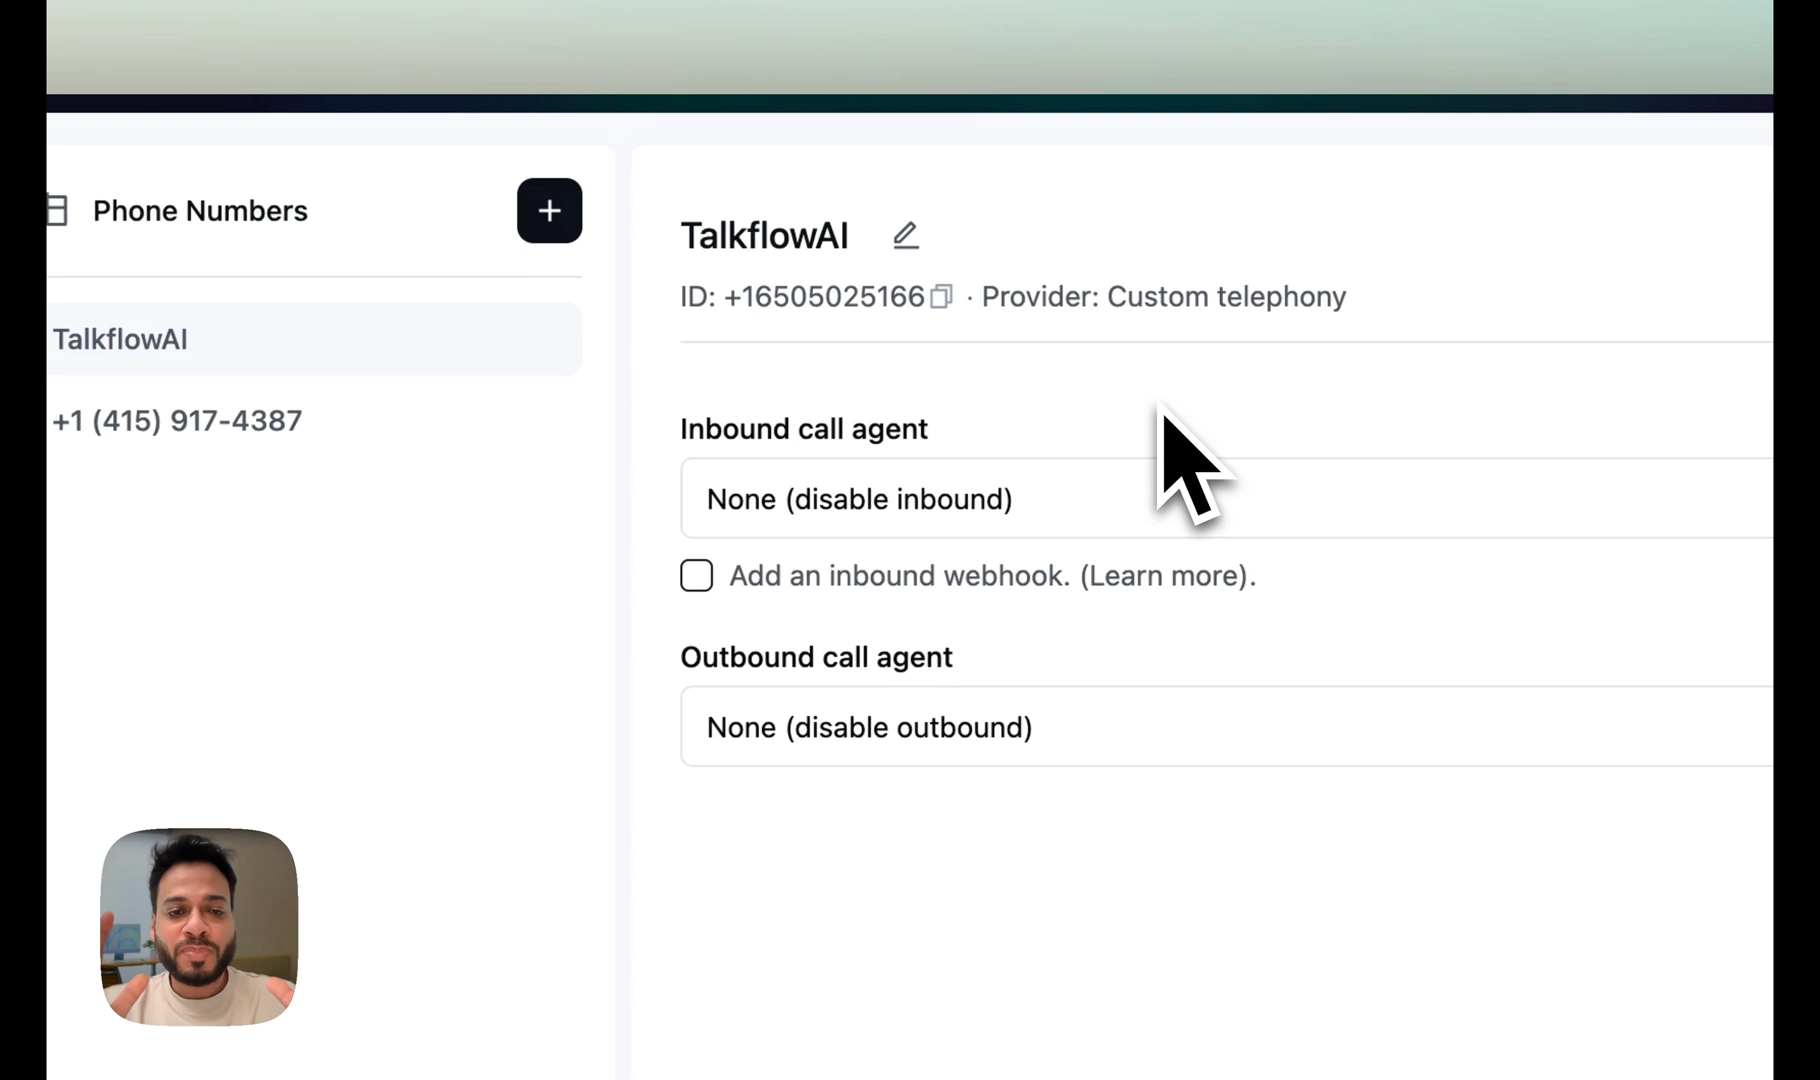 Phone Numbers
TalkflowAI
+1 (415) 917-4387
TalkflowAI
ID: +16505025166 · Provider: Custom telephony
Inbound call agent
None (disable inbound)
Add an inbound webhook. (Learn more).
Outbound call agent
None (disable outbound)